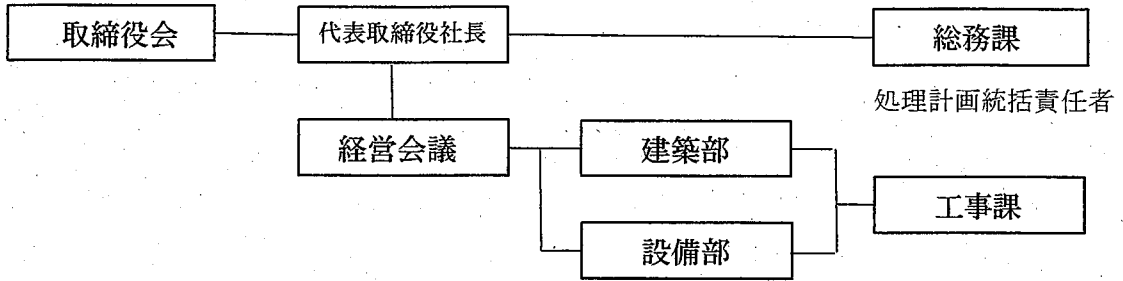 取締役会
代表取締役社長
総務課
処理計画統括責任者
経営会議
建築部
工事課
設備部